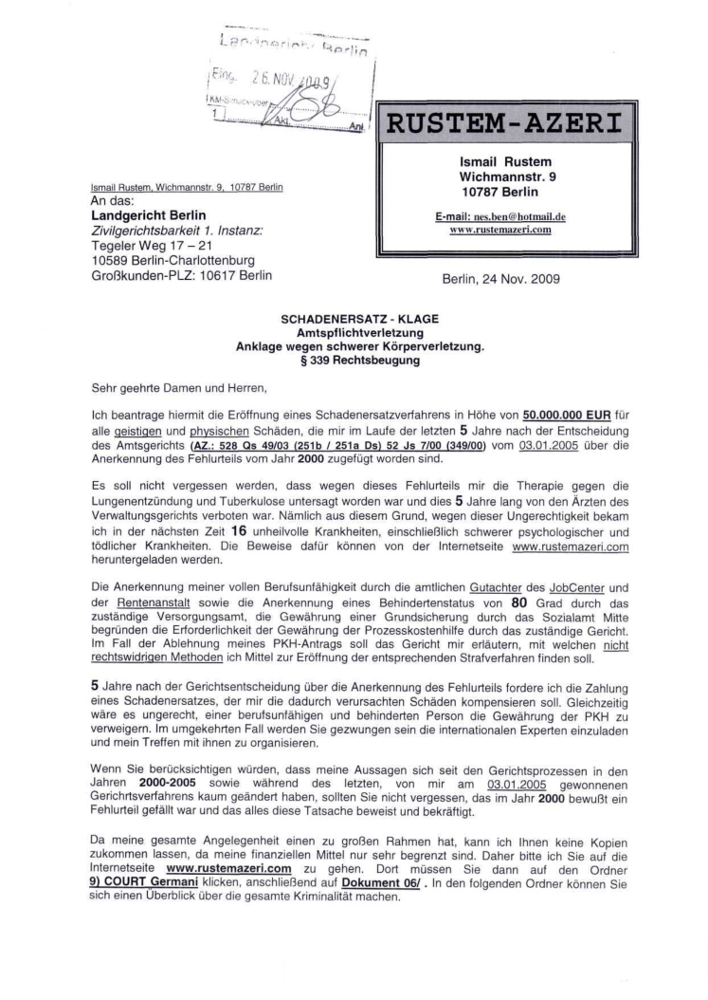 Landgericht Berlin
Eing. 26. NOV. 2009
1 Akt. Anl.
RUSTEM-AZERI
Ismail Rustem
Wichmannstr. 9
10787 Berlin
E-mail: nes.ben@hotmail.de
www.rustemazeri.com
Ismail Rustem, Wichmannstr. 9, 10787 Berlin
An das:
Landgericht Berlin
Zivilgerichtsbarkeit 1. Instanz:
Tegeler Weg 17 – 21
10589 Berlin-Charlottenburg
Großkunden-PLZ: 10617 Berlin
Berlin, 24 Nov. 2009
SCHADENERSATZ - KLAGE
Amtspflichtverletzung
Anklage wegen schwerer Körperverletzung.
§ 339 Rechtsbeugung
Sehr geehrte Damen und Herren,
Ich beantrage hiermit die Eröffnung eines Schadenersatzverfahrens in Höhe von 50.000.000 EUR für
alle geistigen und physischen Schäden, die mir im Laufe der letzten 5 Jahre nach der Entscheidung
des Amtsgerichts (AZ.: 528 Qs 49/03 (251b / 251a Ds) 52 Js 7/00 (349/00) vom 03.01.2005 über die
Anerkennung des Fehlurteils vom Jahr 2000 zugefügt worden sind.
Es soll nicht vergessen werden, dass wegen dieses Fehlurteils mir die Therapie gegen die
Lungenentzündung und Tuberkulose untersagt worden war und dies 5 Jahre lang von den Ärzten des
Verwaltungsgerichts verboten war. Nämlich aus diesem Grund, wegen dieser Ungerechtigkeit bekam
ich in der nächsten Zeit 16 unheilvolle Krankheiten, einschließlich schwerer psychologischer und
tödlicher Krankheiten. Die Beweise dafür können von der Internetseite www.rustemazeri.com
heruntergeladen werden.
Die Anerkennung meiner vollen Berufsunfähigkeit durch die amtlichen Gutachter des JobCenter und
der Rentenanstalt sowie die Anerkennung eines Behindertenstatus von 80 Grad durch das
zuständige Versorgungsamt, die Gewährung einer Grundsicherung durch das Sozialamt Mitte
begründen die Erforderlichkeit der Gewährung der Prozesskostenhilfe durch das zuständige Gericht.
Im Fall der Ablehnung meines PKH-Antrags soll das Gericht mir erläutern, mit welchen nicht
rechtswidrigen Methoden ich Mittel zur Eröffnung der entsprechenden Strafverfahren finden soll.
5 Jahre nach der Gerichtsentscheidung über die Anerkennung des Fehlurteils fordere ich die Zahlung
eines Schadenersatzes, der mir die dadurch verursachten Schäden kompensieren soll. Gleichzeitig
wäre es ungerecht, einer berufsunfähigen und behinderten Person die Gewährung der PKH zu
verweigern. Im umgekehrten Fall werden Sie gezwungen sein die internationalen Experten einzuladen
und mein Treffen mit ihnen zu organisieren.
Wenn Sie berücksichtigen würden, dass meine Aussagen sich seit den Gerichtsprozessen in den
Jahren 2000-2005 sowie während des letzten, von mir am 03.01.2005 gewonnenen
Gerichrtsverfahrens kaum geändert haben, sollten Sie nicht vergessen, das im Jahr 2000 bewußt ein
Fehlurteil gefällt war und das alles diese Tatsache beweist und bekräftigt.
Da meine gesamte Angelegenheit einen zu großen Rahmen hat, kann ich Ihnen keine Kopien
zukommen lassen, da meine finanziellen Mittel nur sehr begrenzt sind. Daher bitte ich Sie auf die
Internetseite www.rustemazeri.com zu gehen. Dort müssen Sie dann auf den Ordner
9) COURT Germani klicken, anschließend auf Dokument 06/ . In den folgenden Ordner können Sie
sich einen Überblick über die gesamte Kriminalität machen.